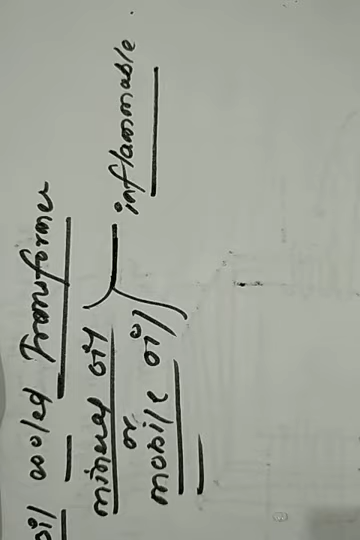 oil cooled Transformer
mineral oil
or
mobile oil
inflammable